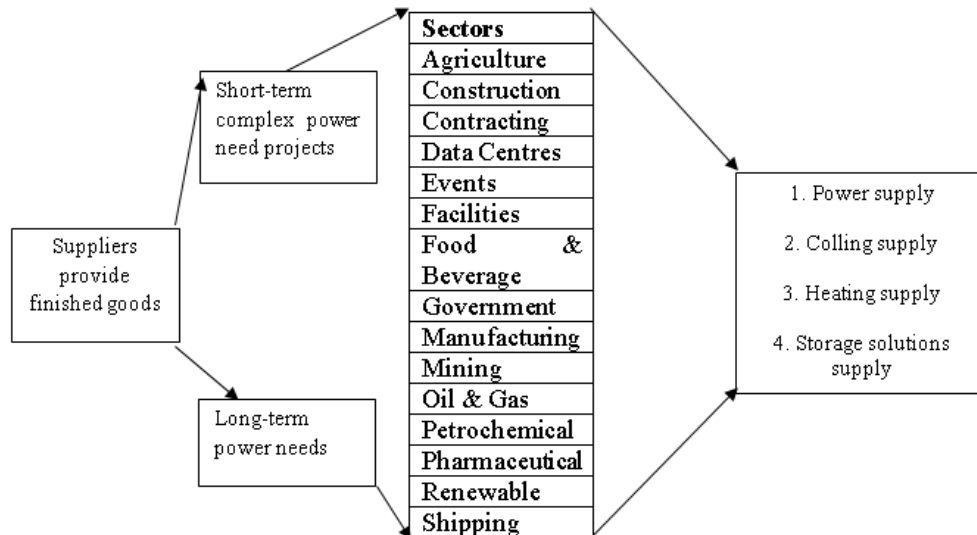 Suppliers
provide
finished goods
Short-term
complex power
need projects
Long-term
power needs
Sectors
Agriculture
Construction
Contracting
Data Centres
Events
Facilities
Food &
Beverage
Government
Manufacturing
Mining
Oil & Gas
Petrochemical
Pharmaceutical
Renewable
Shipping
1. Power supply
2. Colling supply
3. Heating supply
4. Storage solutions
supply